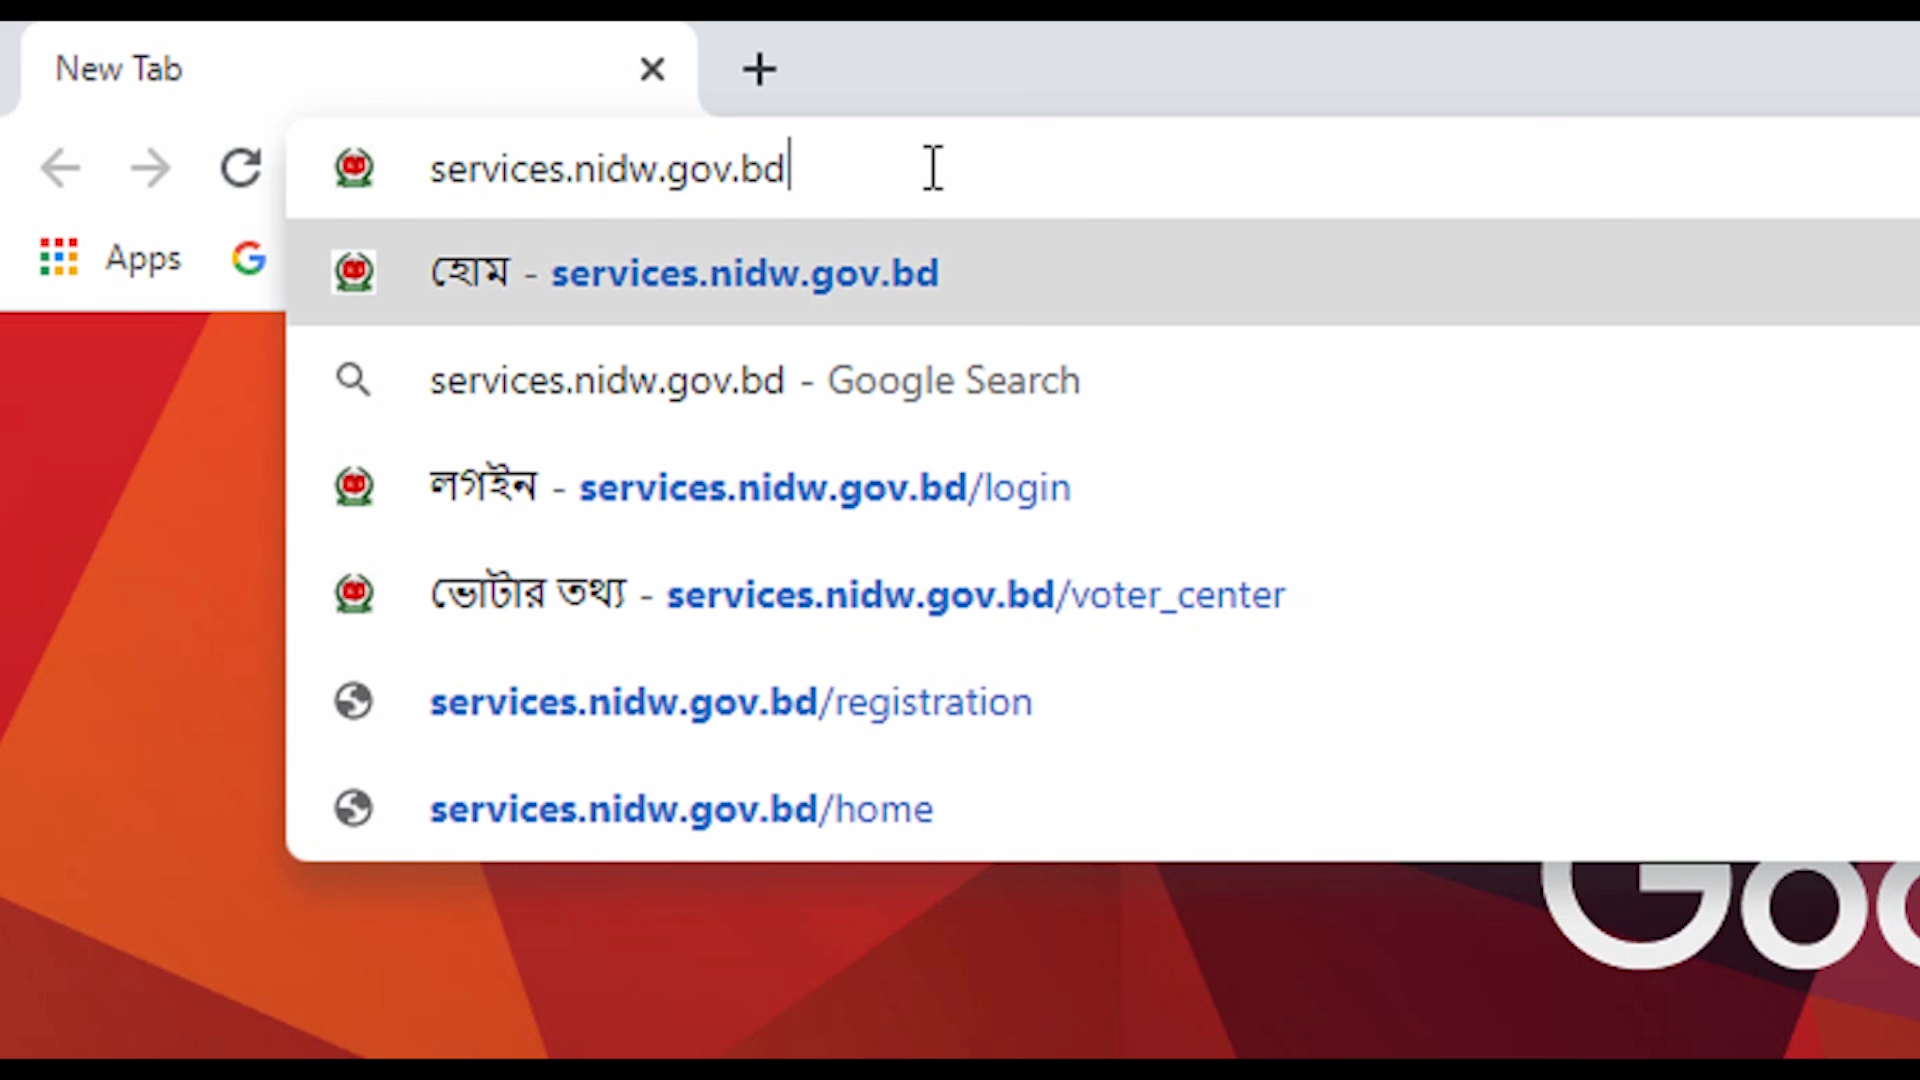 New Tab
services.nidw.gov.bd
Apps
হোম - services.nidw.gov.bd
services.nidw.gov.bd - Google Search
লগইন - services.nidw.gov.bd/login
ভোটার তথ্য - services.nidw.gov.bd/voter_center
services.nidw.gov.bd/registration
services.nidw.gov.bd/home
Goo